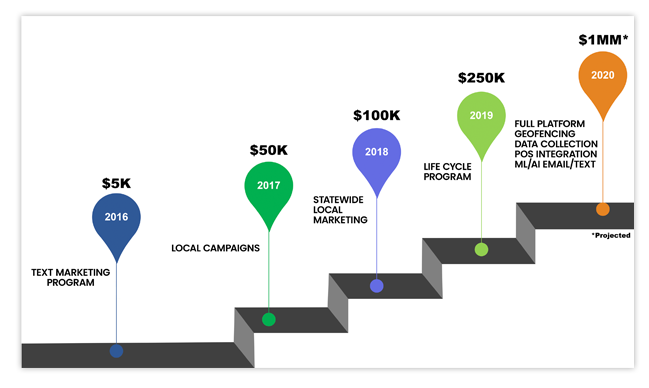 $5K
2016
TEXT MARKETING
PROGRAM
$50K
2017
LOCAL CAMPAIGNS
$100K
2018
STATEWIDE
LOCAL
MARKETING
$250K
2019
LIFE CYCLE
PROGRAM
$1MM*
2020
FULL PLATFORM
GEOFENCING
DATA COLLECTION
POS INTEGRATION
ML/AI EMAIL/TEXT
*Projected